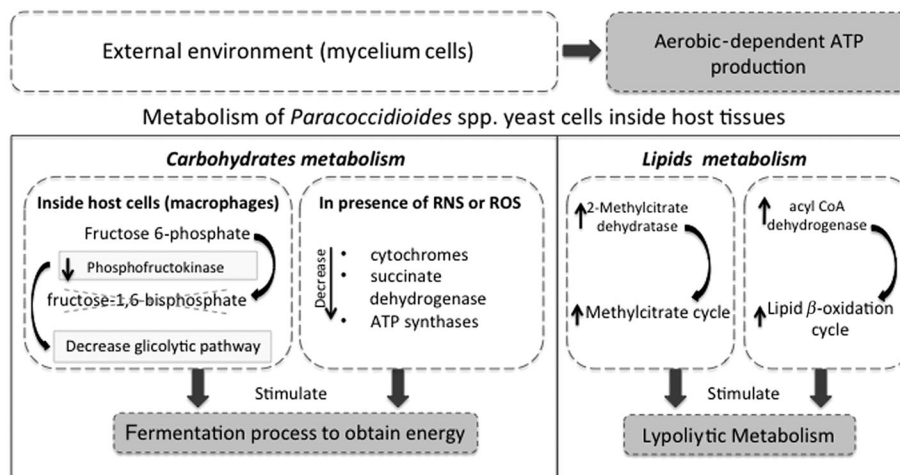 External environment (mycelium cells)
Aerobic-dependent ATP
production
Metabolism of Paracoccidioides spp. yeast cells inside host tissues
Carbohydrates metabolism
Inside host cells (macrophages)
Fructose 6-phosphate
Phosphofructokinase
fructose-1,6-bisphosphate
Decrease glicolytic pathway
In presence of RNS or ROS
Decrease
• cytochromes
• succinate
dehydrogenase
• ATP synthases
Stimulate
Fermentation process to obtain energy
Lipids metabolism
2-Methylcitrate
dehydratase
Methylcitrate cycle
acyl CoA
dehydrogenase
Lipid β-oxidation
cycle
Stimulate
Lypoliytic Metabolism